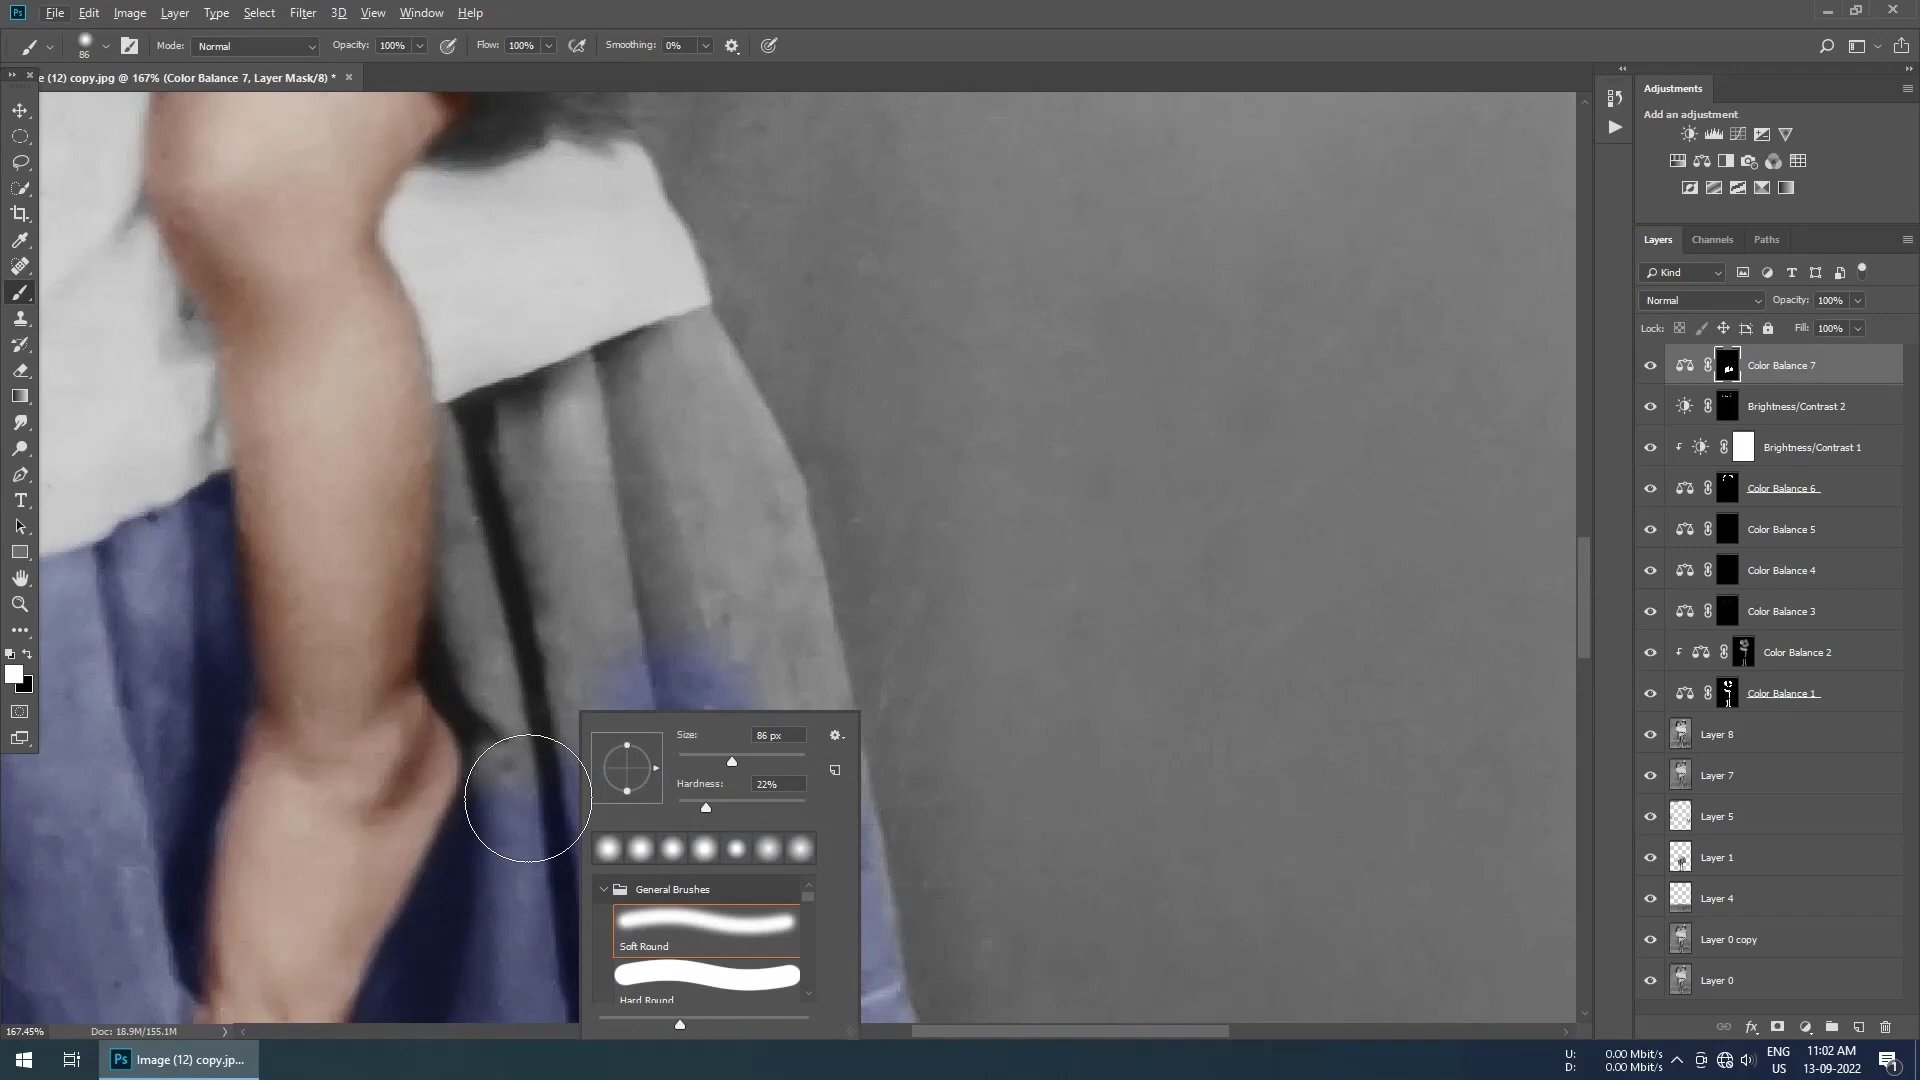 Ps File Edit Image Layer Type Select Filter 3D View Window Help
86 Mode: Normal Opacity: 100% Flow: 100% Smoothing: 0%
e (12) copy.jpg @ 167% (Color Balance 7, Layer Mask/8) * ×
Adjustments
Add an adjustment
Layers Channels Paths
Kind
Normal Opacity: 100%
Lock: Fill: 100%
Color Balance 7
Brightness/Contrast 2
Brightness/Contrast 1
Color Balance 6
Color Balance 5
Color Balance 4
Color Balance 3
Color Balance 2
Color Balance 1
Layer 8
Layer 7
Layer 5
Layer 1
Layer 4
Layer 0 copy
Layer 0
Size: 86 px
Hardness: 22%
General Brushes
Soft Round
Hard Round
167.45% Doc: 18.9M/155.1M
Ps Image (12) copy.jp...
U: 0.00 Mbit/s
D: 0.00 Mbit/s
ENG
US
11:02 AM
13-09-2022
1